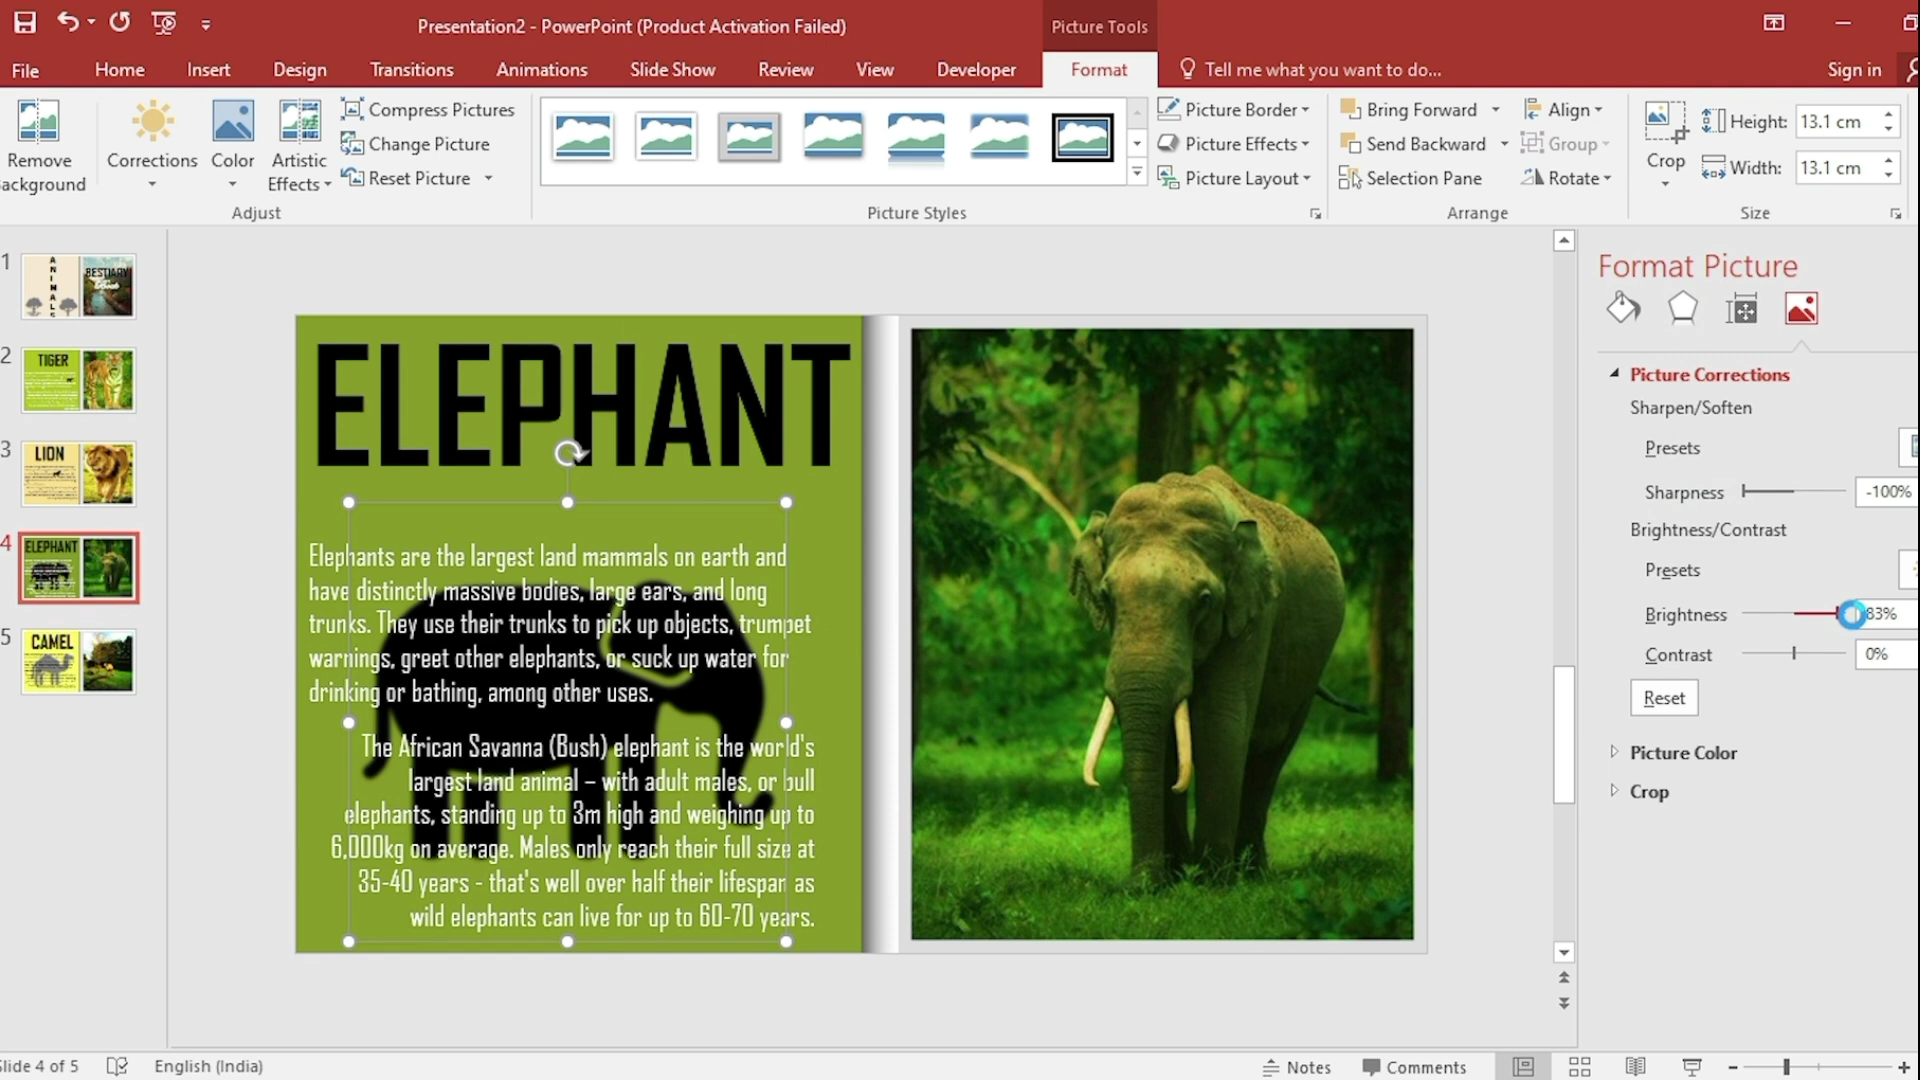 Presentation2 - PowerPoint (Product Activation Failed)
Picture Tools
File
Home
Insert
Design
Transitions
Animations
Slide Show
Review
View
Developer
Format
Tell me what you want to do...
Sign in
Remove
ackground
Corrections
Color
Artistic
Effects
Compress Pictures
Change Picture
Reset Picture
Adjust
Picture Styles
Picture Border
Picture Effects
Picture Layout
Bring Forward
Send Backward
Selection Pane
Align
Group
Rotate
Arrange
Crop
Height:
13.1 cm
Width:
13.1 cm
Size
1
ANIMALS
BESTIARY
Book
2
TIGER
3
LION
4
ELEPHANT
5
CAMEL
ELEPHANT
Elephants are the largest land mammals on earth and
have distinctly massive bodies, large ears, and long
trunks. They use their trunks to pick up objects, trumpet
warnings, greet other elephants, or suck up water for
drinking or bathing, among other uses.
The African Savanna (Bush) elephant is the world's
largest land animal – with adult males, or bull
elephants, standing up to 3m high and weighing up to
6,000kg on average. Males only reach their full size at
35-40 years - that's well over half their lifespan as
wild elephants can live for up to 60-70 years.
Format Picture
Picture Corrections
Sharpen/Soften
Presets
Sharpness
-100%
Brightness/Contrast
Presets
Brightness
83%
Contrast
0%
Reset
Picture Color
Crop
Slide 4 of 5
English (India)
Notes
Comments